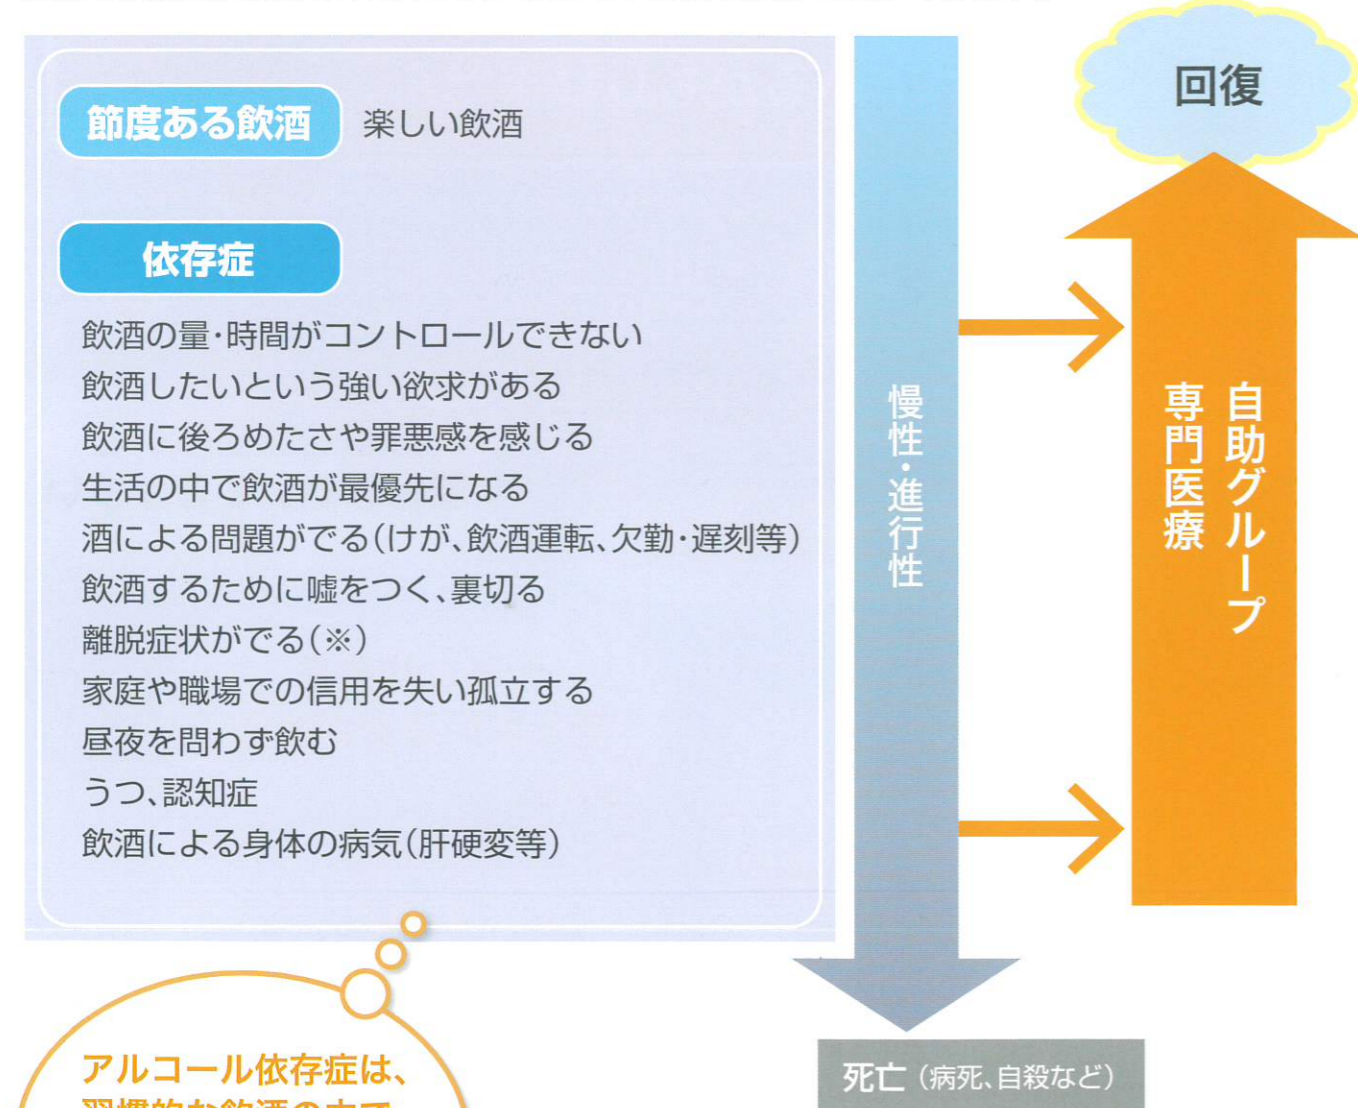 節度ある飲酒
楽しい飲酒
依存症
飲酒の量・時間がコントロールできない
飲酒したいという強い欲求がある
飲酒に後ろめたさや罪悪感を感じる
生活の中で飲酒が最優先になる
酒による問題がでる(けが、飲酒運転、欠勤・遅刻等)
飲酒するために嘘をつく、裏切る
離脱症状がでる(※)
家庭や職場での信用を失い孤立する
昼夜を問わず飲む
うつ、認知症
飲酒による身体の病気(肝硬変等)
慢性・進行性
回復
自助グループ
専門医療
死亡(病死、自殺など)
アルコール依存症は、
習慣的な飲酒の中で